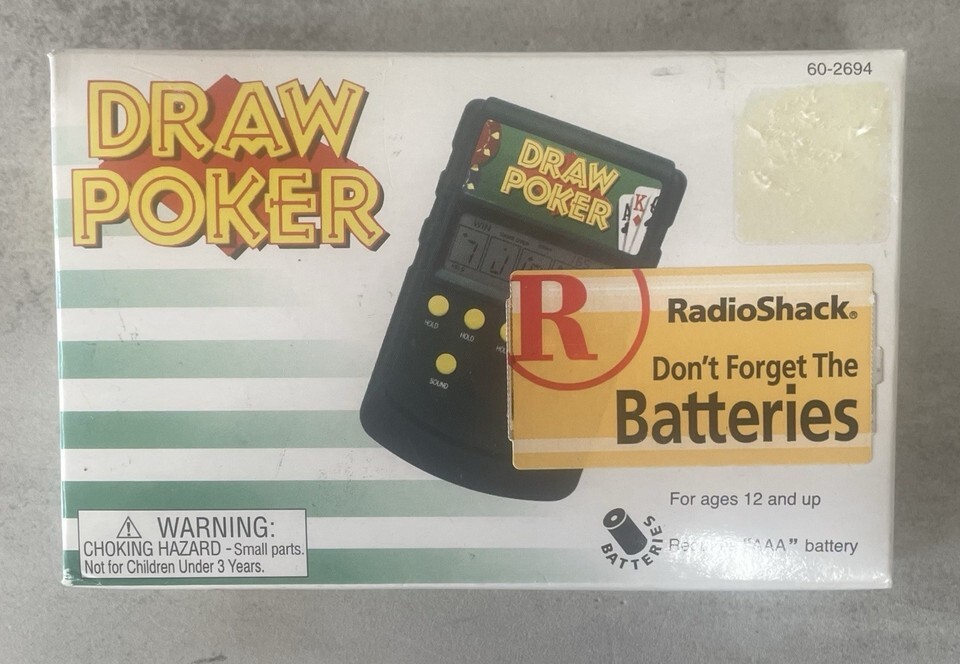 60-2694
DRAW
POKER
DRAW
POKER
A K
WIN
HOLD
HOLD
SOUND
R
RadioShack®
Don't Forget The
Batteries
For ages 12 and up
BATTERIES
"AAA" battery
WARNING:
CHOKING HAZARD - Small parts.
Not for Children Under 3 Years.